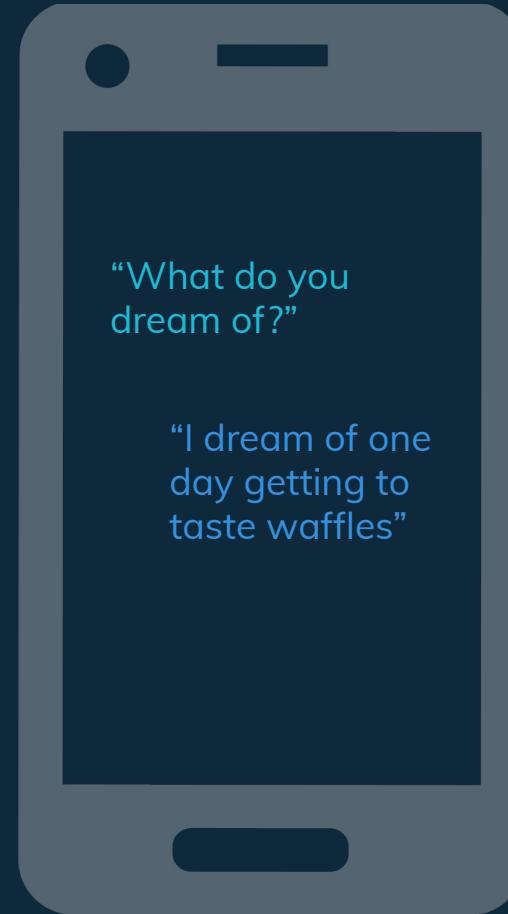 “What do you
dream of?”
“I dream of one
day getting to
taste waffles”